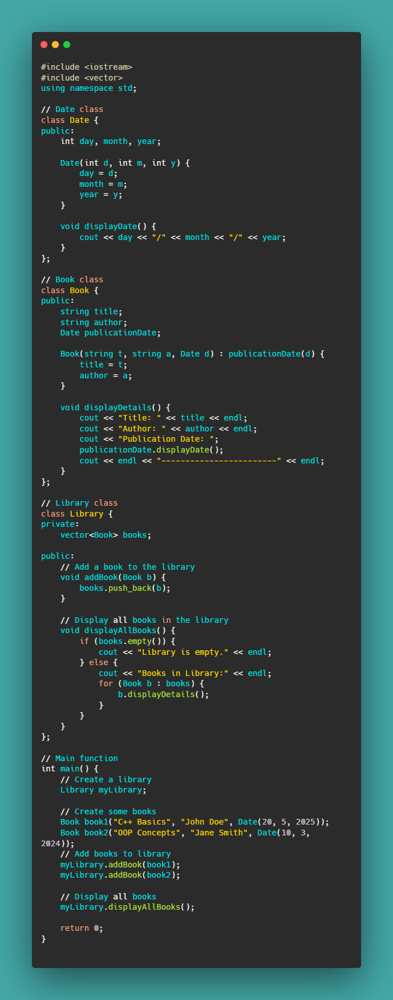 #include <iostream>
#include <vector>
using namespace std;

// Date class
class Date {
public:
    int day, month, year;

    Date(int d, int m, int y) {
        day = d;
        month = m;
        year = y;
    }

    void displayDate() {
        cout << day << "/" << month << "/" << year;
    }
};

// Book class
class Book {
public:
    string title;
    string author;
    Date publicationDate;

    Book(string t, string a, Date d) : publicationDate(d) {
        title = t;
        author = a;
    }

    void displayDetails() {
        cout << "Title: " << title << endl;
        cout << "Author: " << author << endl;
        cout << "Publication Date: ";
        publicationDate.displayDate();
        cout << endl << "------------------------" << endl;
    }
};

// Library class
class Library {
private:
    vector<Book> books;

public:
    // Add a book to the library
    void addBook(Book b) {
        books.push_back(b);
    }

    // Display all books in the library
    void displayAllBooks() {
        if (books.empty()) {
            cout << "Library is empty." << endl;
        } else {
            cout << "Books in Library:" << endl;
            for (Book b : books) {
                b.displayDetails();
            }
        }
    }
};

// Main function
int main() {
    // Create a library
    Library myLibrary;

    // Create some books
    Book book1("C++ Basics", "John Doe", Date(20, 5, 2025));
    Book book2("OOP Concepts", "Jane Smith", Date(10, 3,
2024));
    // Add books to library
    myLibrary.addBook(book1);
    myLibrary.addBook(book2);

    // Display all books
    myLibrary.displayAllBooks();

    return 0;
}